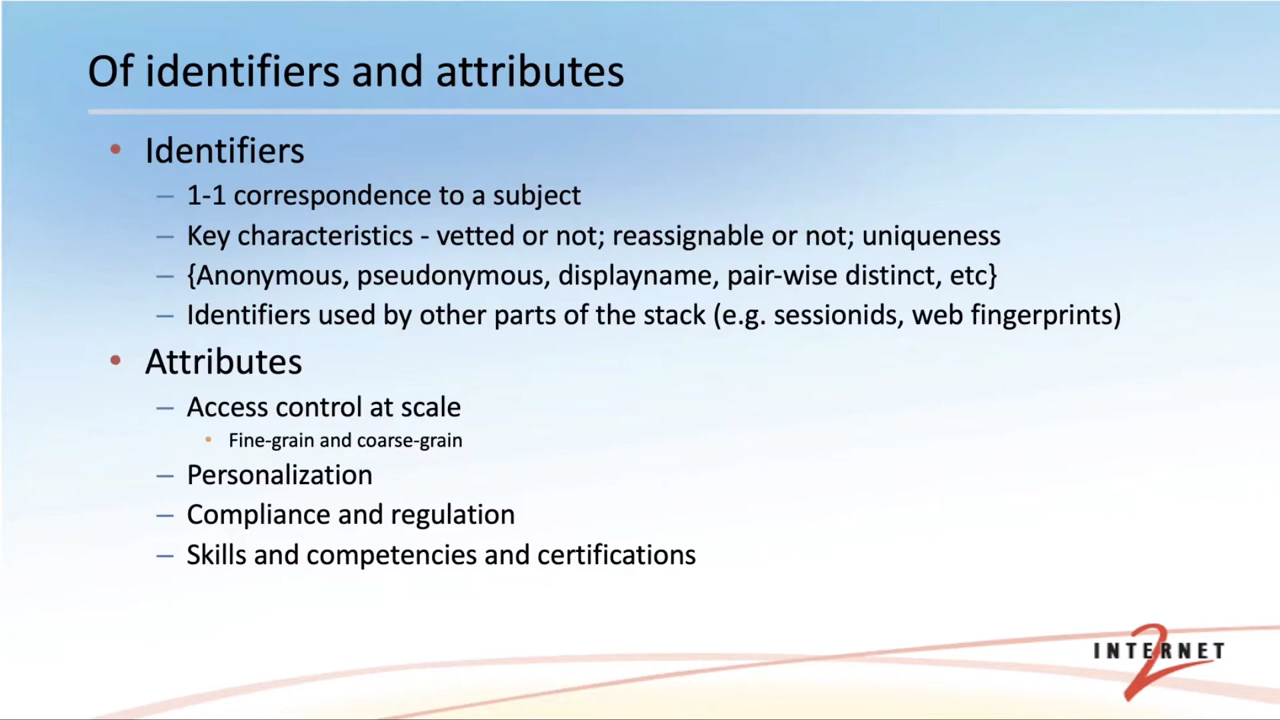 Of identifiers and attributes
• Identifiers
– 1-1 correspondence to a subject
– Key characteristics - vetted or not; reassignable or not; uniqueness
– {Anonymous, pseudonymous, displayname, pair-wise distinct, etc}
– Identifiers used by other parts of the stack (e.g. sessionids, web fingerprints)
• Attributes
– Access control at scale
• Fine-grain and coarse-grain
– Personalization
– Compliance and regulation
– Skills and competencies and certifications
INTERNET 2